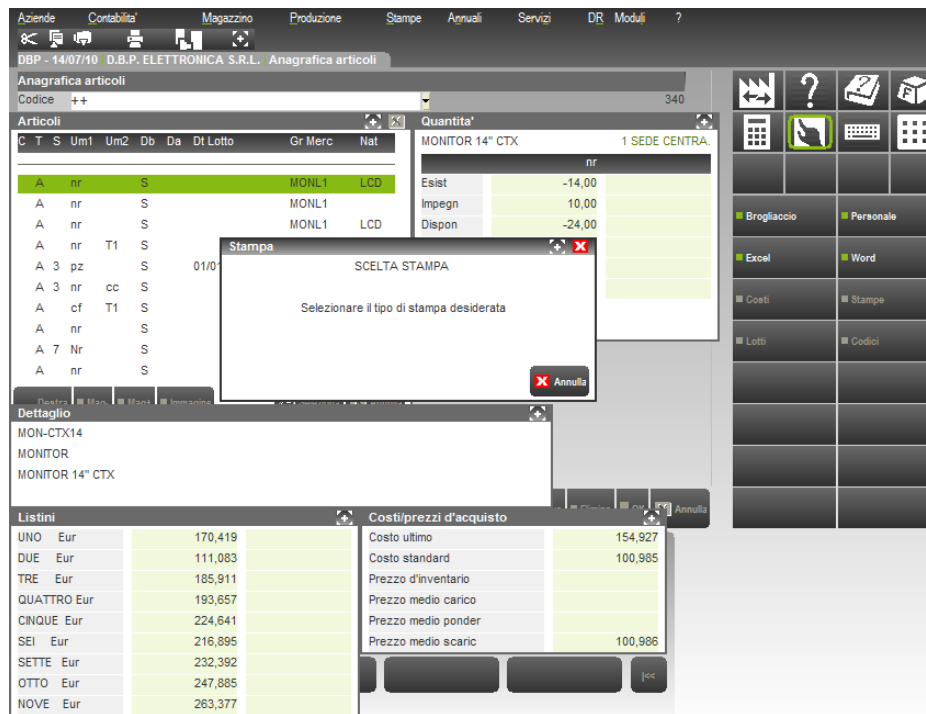 Aziende Contabilita' Magazzino Produzione Stampe Annuali Servizi DR Moduli ?
DBP - 14/07/10 D.B.P. ELETTRONICA S.R.L. Anagrafica articoli
Anagrafica articoli
Codice ++ 340
Articoli
C T S Um1 Um2 Db Da Dt Lotto Gr Merc Nat
A nr S MONL1 LCD
A nr S MONL1
A nr S MONL1 LCD
A nr T1 S
A 3 pz S 01/01
A 3 nr cc S
A cf T1 S
A nr S
A 7 Nr S
A nr S
Destra Mag- Mag+ Immagine
Quantita'
MONITOR 14" CTX 1 SEDE CENTRA.
nr
Esist -14,00
Impegn 10,00
Dispon -24,00
Stampa
SCELTA STAMPA
Selezionare il tipo di stampa desiderata
Annulla
Brogliaccio Personale
Excel Word
Costi Stampe
Lotti Codici
Dettaglio
MON-CTX14
MONITOR
MONITOR 14" CTX
Elimina OK Annulla
Listini
UNO Eur 170,419
DUE Eur 111,083
TRE Eur 185,911
QUATTRO Eur 193,657
CINQUE Eur 224,641
SEI Eur 216,895
SETTE Eur 232,392
OTTO Eur 247,885
NOVE Eur 263,377
Costi/prezzi d'acquisto
Costo ultimo 154,927
Costo standard 100,985
Prezzo d'inventario
Prezzo medio carico
Prezzo medio ponder
Prezzo medio scaric 100,986
|<<